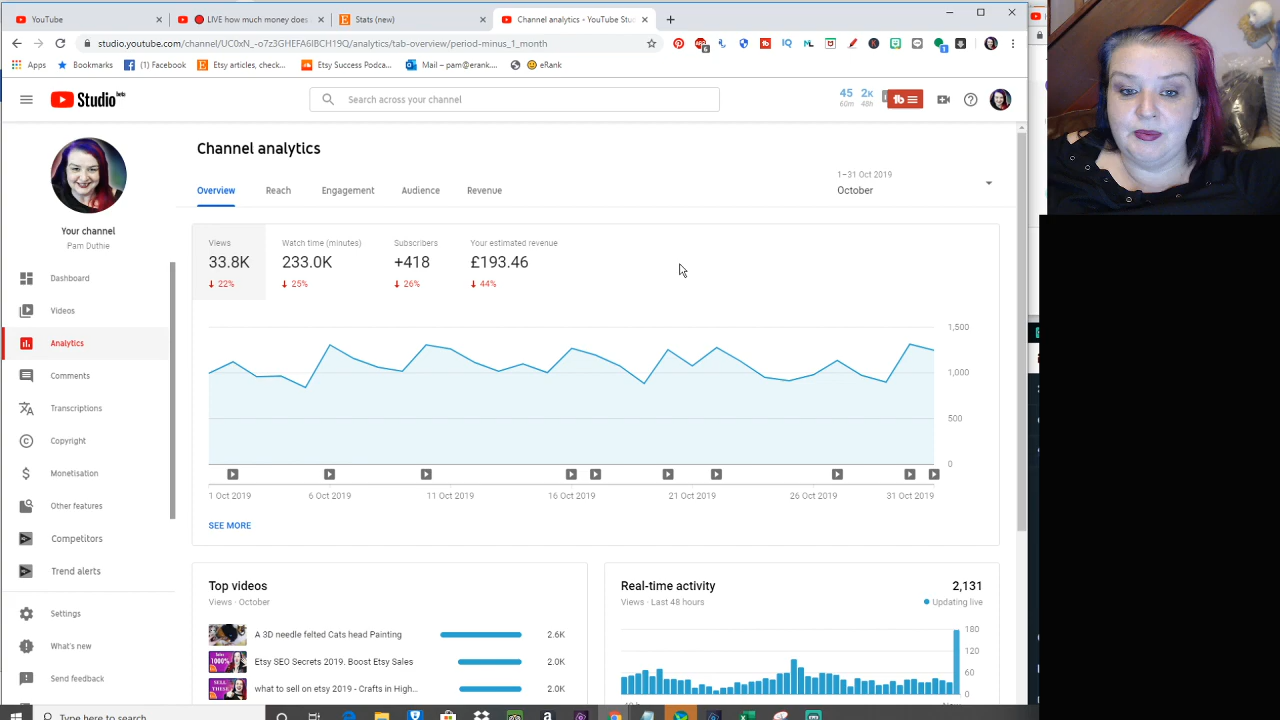 YouTube
LIVE how much money does
Stats (new)
Channel analytics - YouTube Stu
studio.youtube.com/channel/UC0xN_-o7z3GHEFA6IBCH19Q/analytics/tab-overview/period-minus_1_month
Apps
Bookmarks
(1) Facebook
Etsy articles, check...
Etsy Success Podca...
Mail – pam@erank....
eRank
Studio beta
Search across your channel
45
60m
2K
48h
Channel analytics
1–31 Oct 2019
October
Overview
Reach
Engagement
Audience
Revenue
Your channel
Pam Duthie
Dashboard
Videos
Analytics
Comments
Transcriptions
Copyright
Monetisation
Other features
Competitors
Trend alerts
Settings
What's new
Send feedback
Views
33.8K
22%
Watch time (minutes)
233.0K
25%
Subscribers
+418
26%
Your estimated revenue
£193.46
44%
1,500
1,000
500
0
1 Oct 2019
6 Oct 2019
11 Oct 2019
16 Oct 2019
21 Oct 2019
26 Oct 2019
31 Oct 2019
SEE MORE
Top videos
Views · October
A 3D needle felted Cats head Painting
2.6K
Etsy SEO Secrets 2019. Boost Etsy Sales
2.0K
what to sell on etsy 2019 - Crafts in High...
2.0K
Real-time activity
2,131
Views · Last 48 hours
Updating live
180
120
60
0
Type here to search